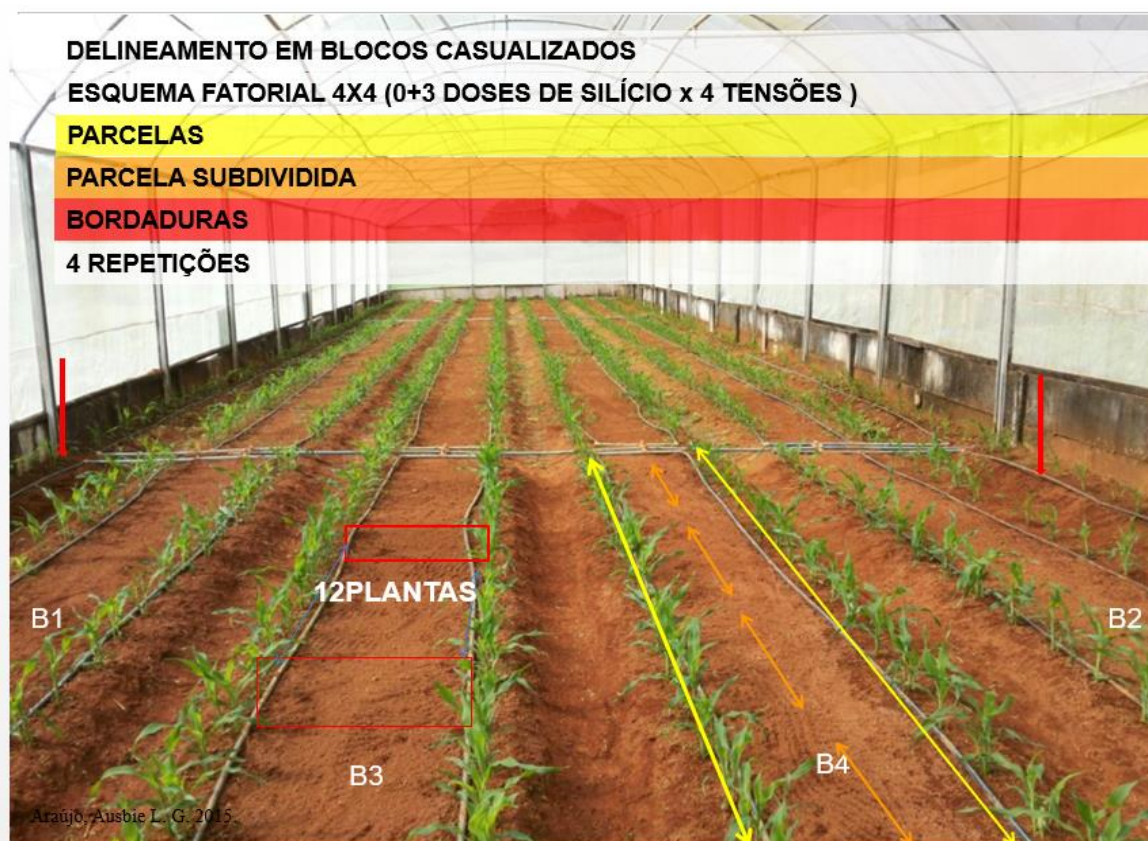 DELINEAMENTO EM BLOCOS CASUALIZADOS
ESQUEMA FATORIAL 4X4 (0+3 DOSES DE SILÍCIO x 4 TENSÕES )
PARCELAS
PARCELA SUBDIVIDIDA
BORDADURAS
4 REPETIÇÕES
12PLANTAS
B1
B2
B3
B4
Araújo, Ausbie L. G. 2015.